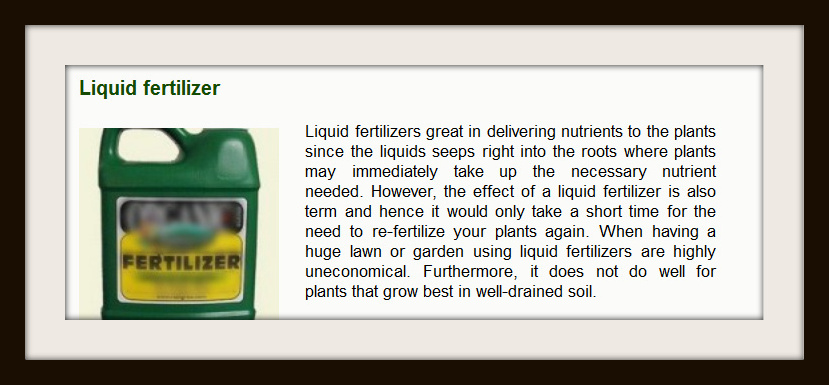 Liquid fertilizer
Liquid fertilizers great in delivering nutrients to the plants
since the liquids seeps right into the roots where plants
may immediately take up the necessary nutrient
needed. However, the effect of a liquid fertilizer is also
term and hence it would only take a short time for the
need to re-fertilize your plants again. When having a
huge lawn or garden using liquid fertilizers are highly
uneconomical. Furthermore, it does not do well for
plants that grow best in well-drained soil.
FERTILIZER